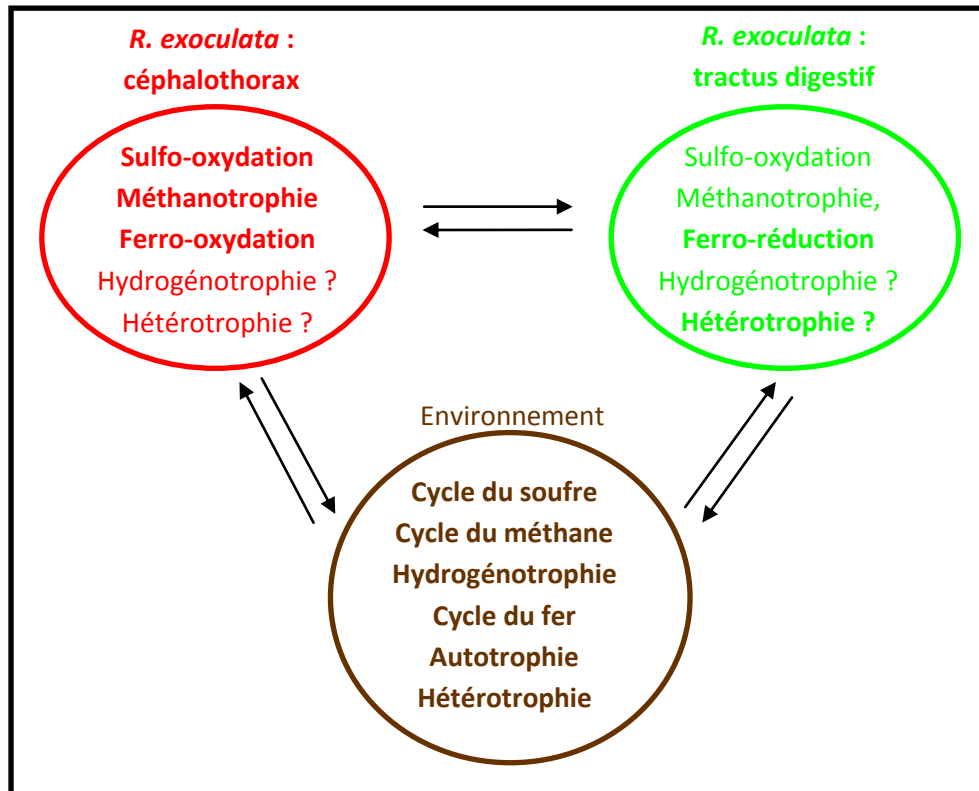 R. exoculata :
céphalothorax
Sulfo-oxydation
Méthanotrophie
Ferro-oxydation
Hydrogénotrophie ?
Hétérotrophie ?
R. exoculata :
tractus digestif
Sulfo-oxydation
Méthanotrophie,
Ferro-réduction
Hydrogénotrophie ?
Hétérotrophie ?
Environnement
Cycle du soufre
Cycle du méthane
Hydrogénotrophie
Cycle du fer
Autotrophie
Hétérotrophie